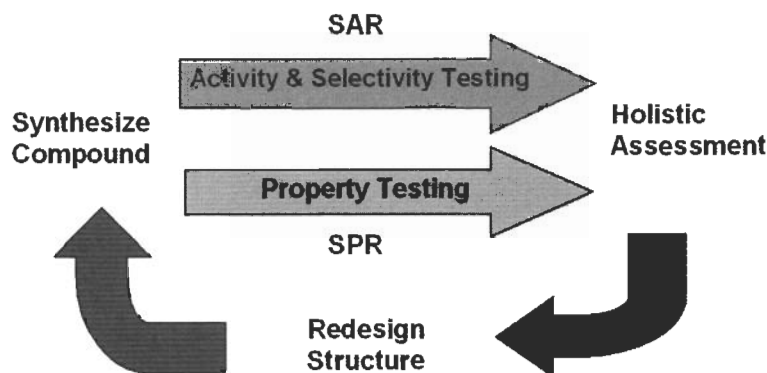 SAR
Activity & Selectivity Testing
Synthesize
Compound
Holistic
Assessment
Property Testing
SPR
Redesign
Structure